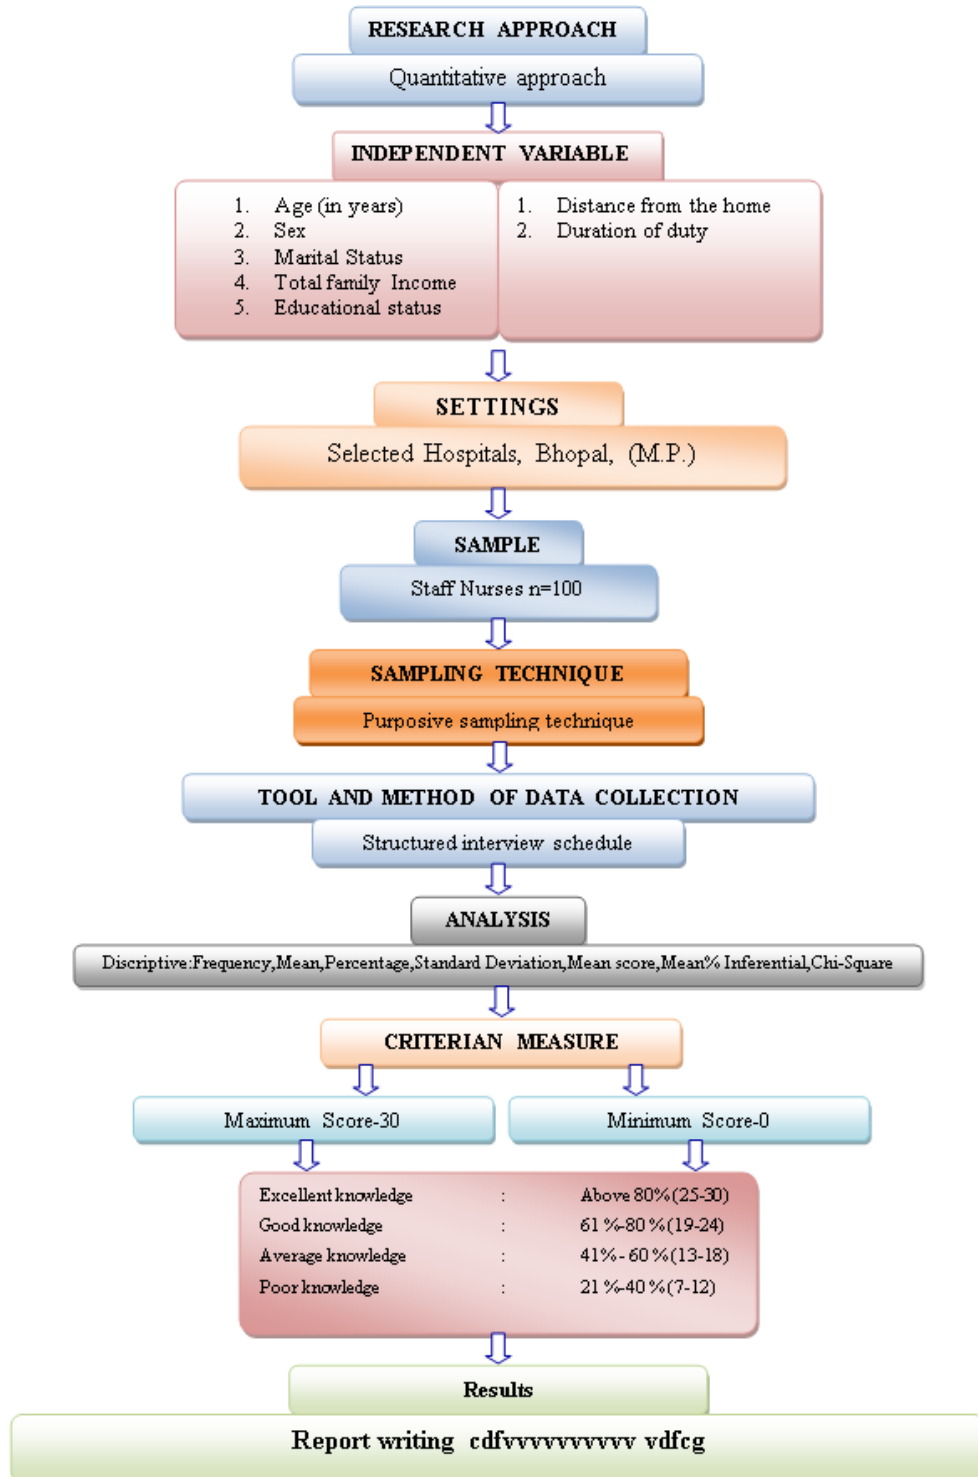 RESEARCH APPROACH
Quantitative approach
INDEPENDENT VARIABLE
1. Age (in years)
2. Sex
3. Marital Status
4. Total family Income
5. Educational status
1. Distance from the home
2. Duration of duty
SETTINGS
Selected Hospitals, Bhopal, (M.P.)
SAMPLE
Staff Nurses n=100
SAMPLING TECHNIQUE
Purposive sampling technique
TOOL AND METHOD OF DATA COLLECTION
Structured interview schedule
ANALYSIS
Discriptive:Frequency,Mean,Percentage,Standard Deviation,Mean score,Mean% Inferential,Chi-Square
CRITERIAN MEASURE
Maximum Score-30
Minimum Score-0
Excellent knowledge : Above 80% (25-30)
Good knowledge : 61%-80% (19-24)
Average knowledge : 41%- 60% (13-18)
Poor knowledge : 21%-40% (7-12)
Results
Report writing cdfvvvvvvvvvv vdfcg